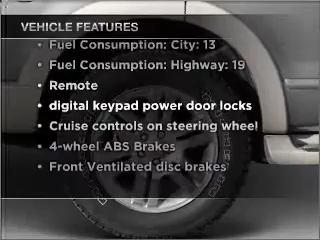 VEHICLE FEATURES
• Fuel Consumption: City: 13
• Fuel Consumption: Highway: 19
• Remote
• digital keypad power door locks
• Cruise controls on steering wheel
• 4-wheel ABS Brakes
• Front Ventilated disc brakes